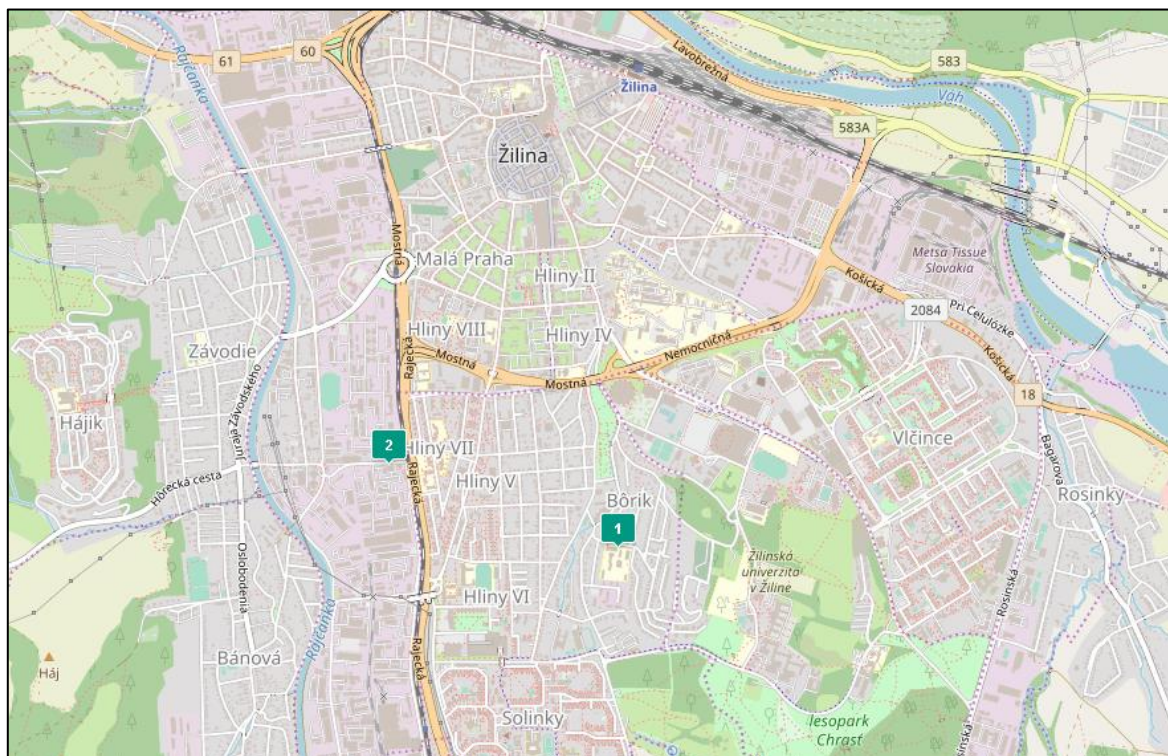 Rajčanka
61
60
Lavobrežná
583
Váh
Žilina
583A
Žilina
Mostná
Malá Praha
Hliny II
Metsa Tissue
Slovakia
Košická
Pri Celulózke
2084
Košická
Hliny VIII
Hliny IV
Nemocničná
Závodie
Rajecká
Mostná
Mostná
18
Hájik
Juraja Závodského
Vlčince
Bagarova
2
Hliny VII
Rajecká
Hôrecká cesta
Hliny V
Bôrik
Rosinky
1
Oslobodenia
Žilinská
univerzita
v Žiline
Rosinská
Hliny VI
Rajčanka
Bánová
Rajecká
Háj
Solinky
lesopark
Chrasť